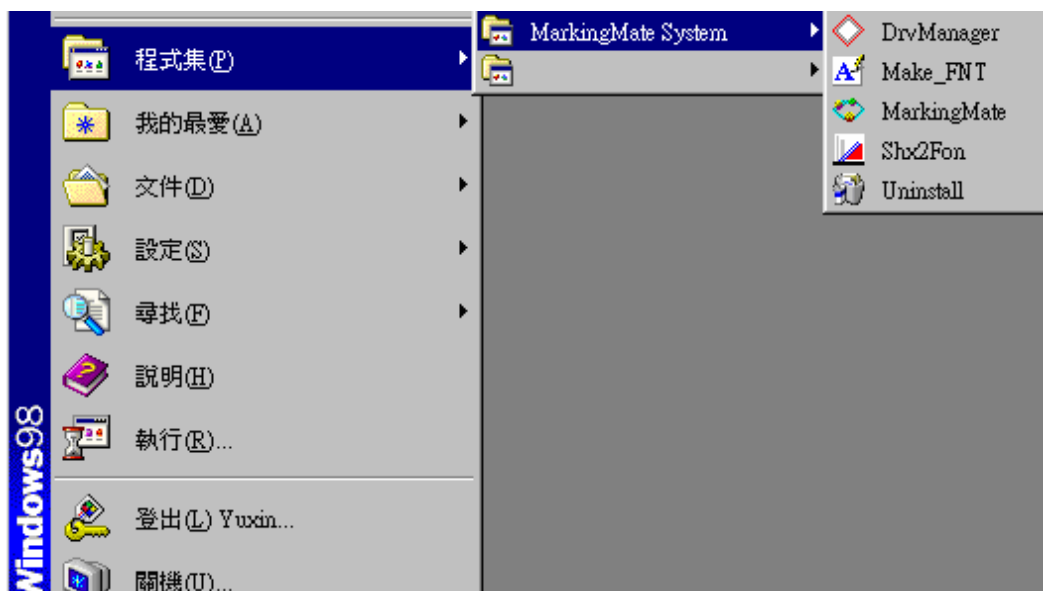 程式集(P)
我的最愛(A)
文件(D)
設定(S)
尋找(F)
說明(H)
執行(R)...
登出(L) Yuxin...
關機(U)...
Windows98
MarkingMate System
DrvManager
Make_FNT
MarkingMate
Shx2Fon
Uninstall